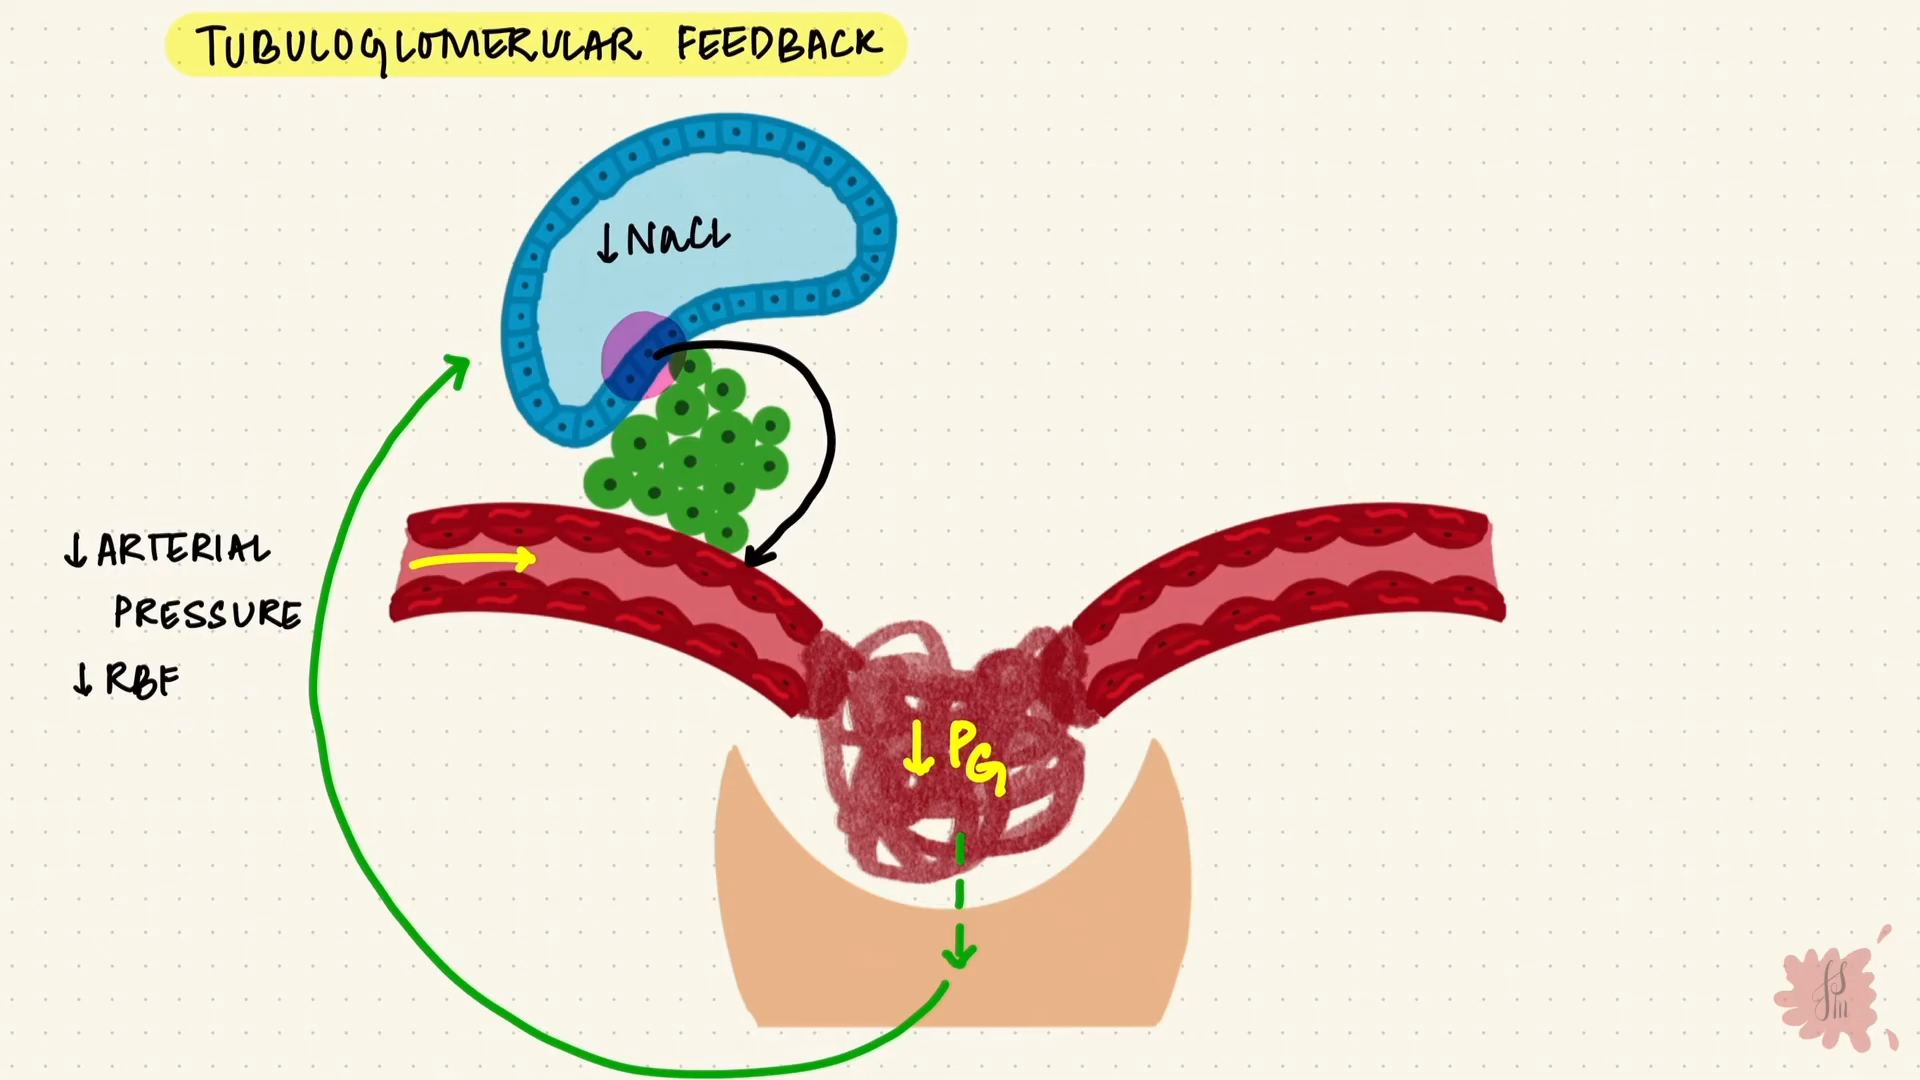 TUBULOGLOMERULAR FEEDBACK
↓ NaCl
↓ ARTERIAL
PRESSURE
↓ RBF
↓ PG